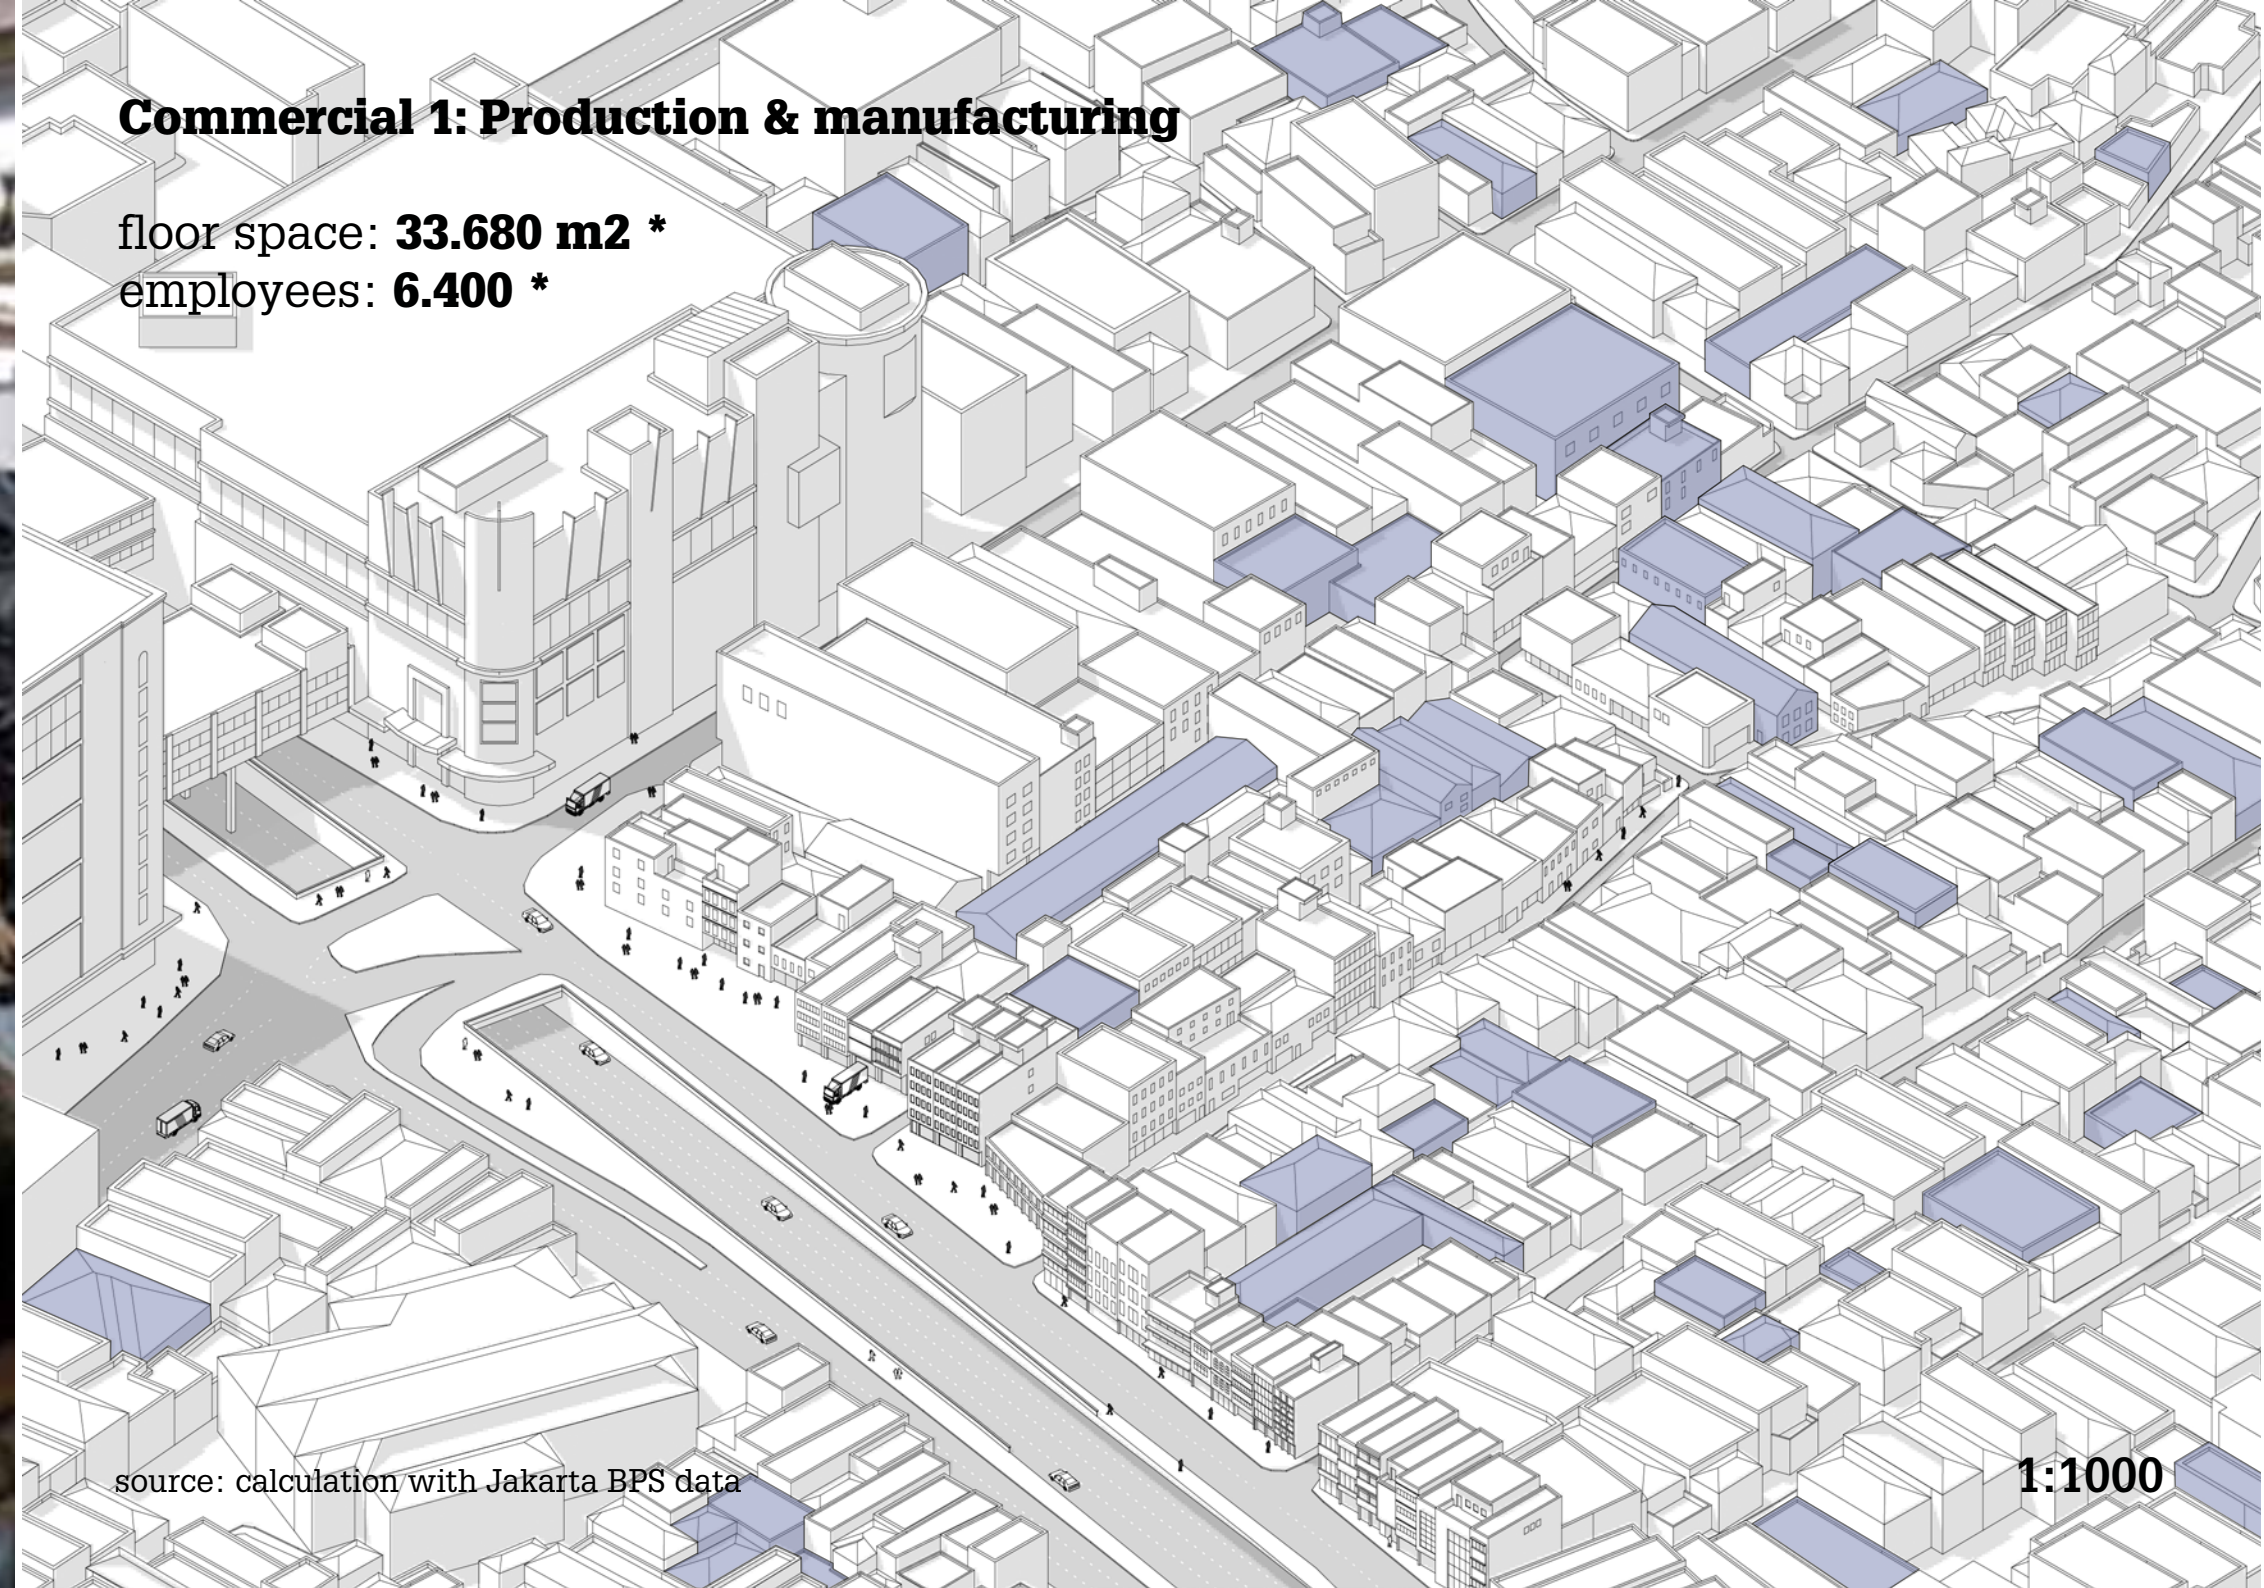 Commercial 1: Production & manufacturing
floor space: 33.680 m2 *
employees: 6.400 *
source: calculation with Jakarta BPS data
1:1000